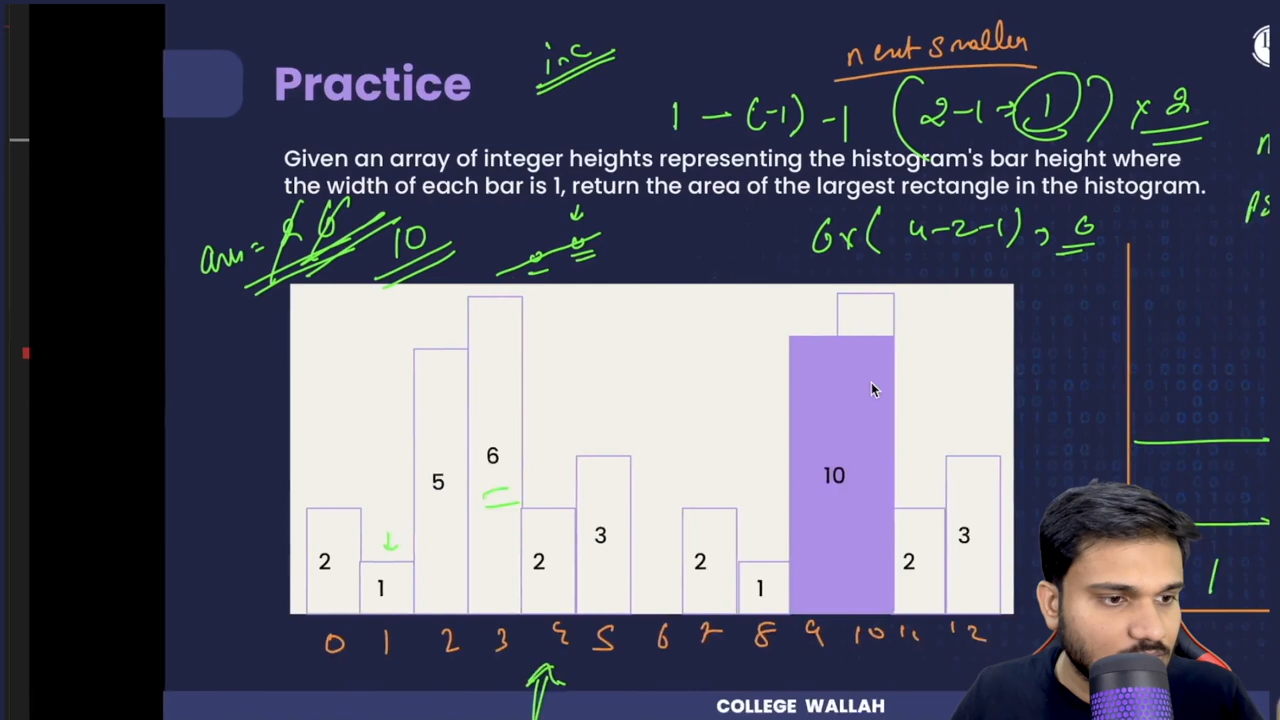 inc
next smaller
Practice
1 - (-1) - 1 (2-1 → 1) × 2
Given an array of integer heights representing the histogram's bar height where
the width of each bar is 1, return the area of the largest rectangle in the histogram.
ans = 2 6 10
6 × ( 4-2-1) , 6
6
5
10
3
3
2
2
2
2
1
1
1
0 1 2 3 4 5 6 7 8 9 10 11 12
COLLEGE WALLAH